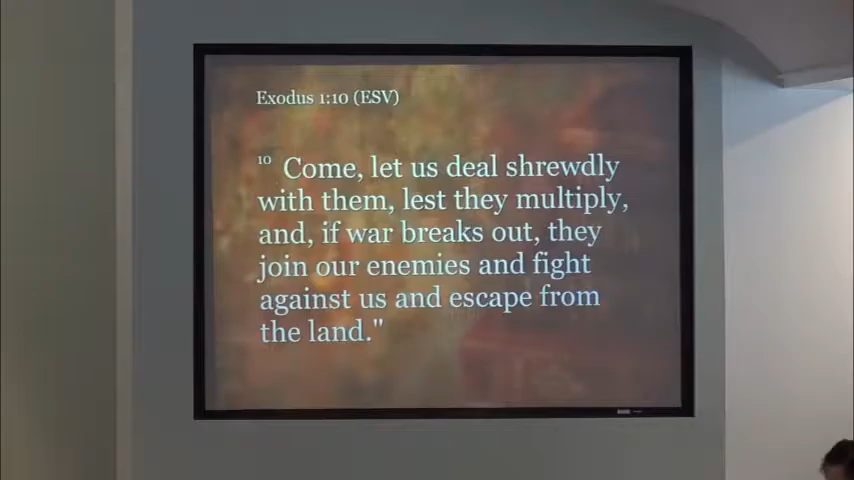 Exodus 1:10 (ESV)
10 Come, let us deal shrewdly
with them, lest they multiply,
and, if war breaks out, they
join our enemies and fight
against us and escape from
the land."